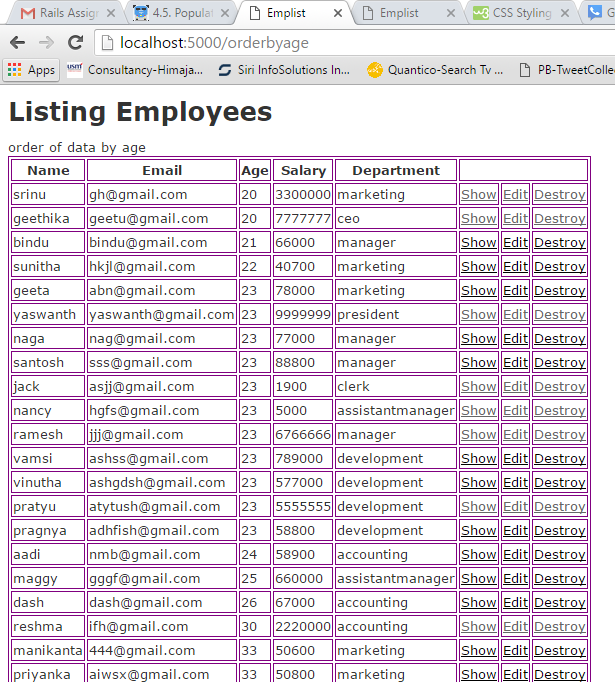 Rails Assig
4.5. Populat
Emplist
Emplist
CSS Styling
G
localhost:5000/orderbyage
Apps
usmf Consultancy-Himaja...
Siri InfoSolutions In...
Quantico-Search Tv ...
PB-TweetColle
Listing Employees
order of data by age
Name Email Age Salary Department
srinu gh@gmail.com 20 3300000 marketing Show Edit Destroy
geethika geetu@gmail.com 20 7777777 ceo Show Edit Destroy
bindu bindu@gmail.com 21 66000 manager Show Edit Destroy
sunitha hkjl@gmail.com 22 40700 marketing Show Edit Destroy
geeta abn@gmail.com 23 78000 marketing Show Edit Destroy
yaswanth yaswanth@gmail.com 23 9999999 president Show Edit Destroy
naga nag@gmail.com 23 77000 manager Show Edit Destroy
santosh sss@gmail.com 23 88800 manager Show Edit Destroy
jack asjj@gmail.com 23 1900 clerk Show Edit Destroy
nancy hgfs@gmail.com 23 5000 assistantmanager Show Edit Destroy
ramesh jjj@gmail.com 23 6766666 manager Show Edit Destroy
vamsi ashss@gmail.com 23 789000 development Show Edit Destroy
vinutha ashgdsh@gmail.com 23 577000 development Show Edit Destroy
pratyu atytush@gmail.com 23 5555555 development Show Edit Destroy
pragnya adhfish@gmail.com 23 58800 development Show Edit Destroy
aadi nmb@gmail.com 24 58900 accounting Show Edit Destroy
maggy gggf@gmail.com 25 660000 assistantmanager Show Edit Destroy
dash dash@gmail.com 26 67000 accounting Show Edit Destroy
reshma ifh@gmail.com 30 2220000 accounting Show Edit Destroy
manikanta 444@gmail.com 33 50600 marketing Show Edit Destroy
priyanka aiwsx@gmail.com 33 50800 marketing Show Edit Destroy